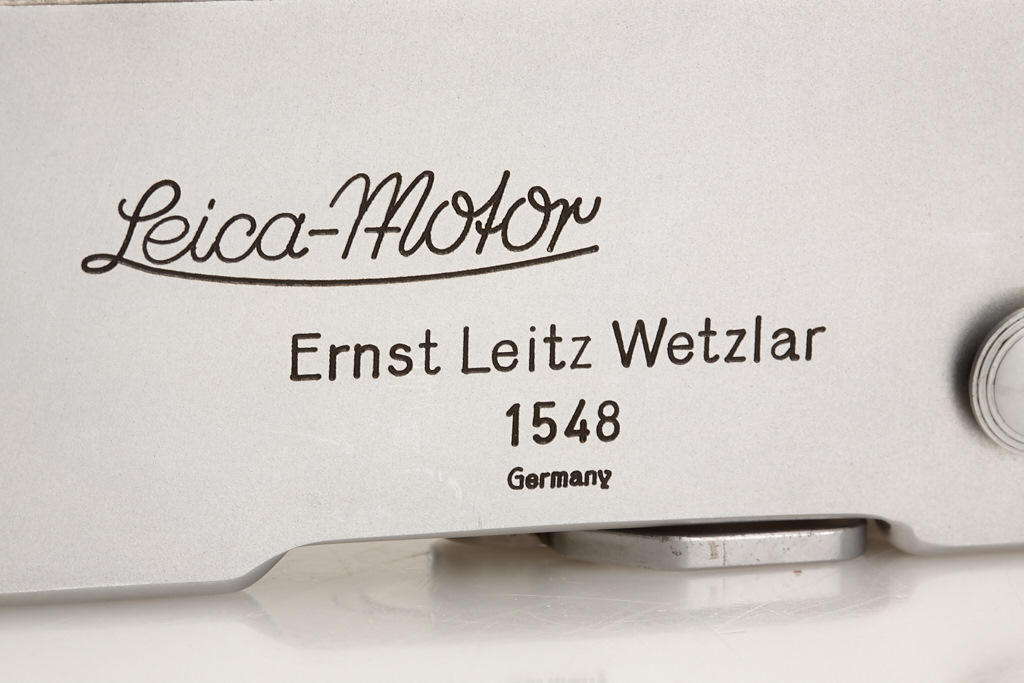 Leica-Motor
Ernst Leitz Wetzlar
1548
Germany